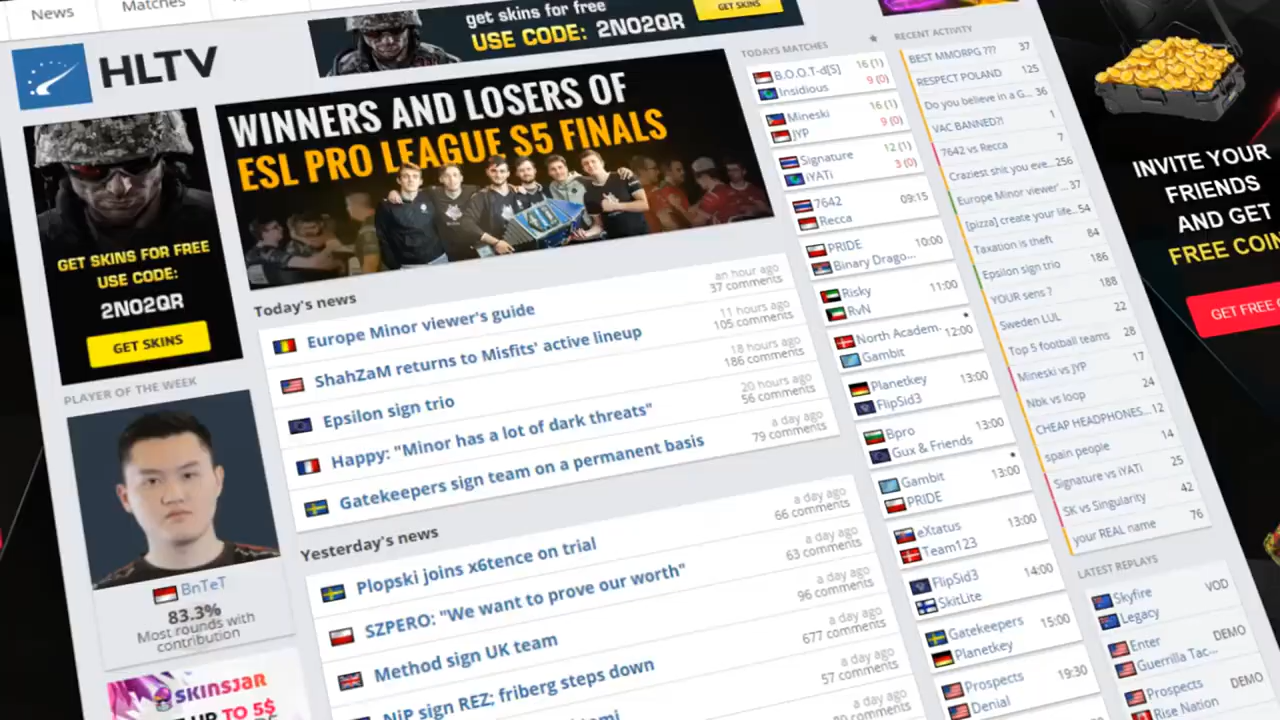 News
Matches
HLTV
get skins for free
USE CODE: 2NO2QR
GET SKINS
GET SKINS FOR FREE
USE CODE:
2NO2QR
GET SKINS
PLAYER OF THE WEEK
BnTeT
83.3%
Most rounds with
contribution
SKINSJAR
UP TO 5$
WINNERS AND LOSERS OF
ESL PRO LEAGUE S5 FINALS
Today's news
Europe Minor viewer's guide
an hour ago
37 comments
ShahZaM returns to Misfits' active lineup
11 hours ago
105 comments
Epsilon sign trio
18 hours ago
186 comments
Happy: "Minor has a lot of dark threats"
20 hours ago
56 comments
Gatekeepers sign team on a permanent basis
a day ago
79 comments
Yesterday's news
Plopski joins x6tence on trial
a day ago
66 comments
SZPERO: "We want to prove our worth"
a day ago
63 comments
Method sign UK team
a day ago
96 comments
NiP sign REZ; friberg steps down
a day ago
677 comments
a day ago
57 comments
a day ago
TODAYS MATCHES
B.O.O.T-d[S] 16 (1)
Insidious 9 (0)
Mineski 16 (1)
JYP 9 (0)
Signature 12 (1)
iYATi 3 (0)
7642
Recca
09:15
PRIDE
Binary Drago...
10:00
Risky
RvN
11:00
North Academ.
Gambit
12:00
Planetkey
FlipSid3
13:00
Bpro
Gux & Friends
13:00
Gambit
PRIDE
13:00
eXtatus
Team123
13:00
FlipSid3
SkitLite
14:00
Gatekeepers
Planetkey
15:00
Prospects
Denial
19:30
RECENT ACTIVITY
BEST MMORPG ??? 37
RESPECT POLAND 125
Do you believe in a G... 36
VAC BANNED?! 1
7642 vs Recca 7
Craziest shit you eve... 256
Europe Minor viewer'... 37
[pizza] create your life... 54
Taxation is theft 84
Epsilon sign trio 186
YOUR sens ? 188
Sweden LUL 22
Top 5 football teams 28
Mineski vs JYP 17
Nbk vs loop 24
CHEAP HEADPHONES... 12
spain people 14
Signature vs iYATi 25
SK vs Singularity 42
your REAL name 76
LATEST REPLAYS
Skyfire
Legacy
VOD
Enter
Guerrilla Tac...
DEMO
Prospects
Rise Nation
DEMO
INVITE YOUR
FRIENDS
AND GET
FREE COIN
GET FREE